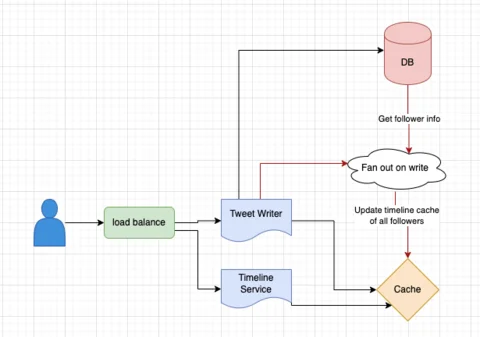 DB
Get follower info
Fan out on write
load balance
Tweet Writer
Update timeline cache
of all followers
Timeline
Service
Cache